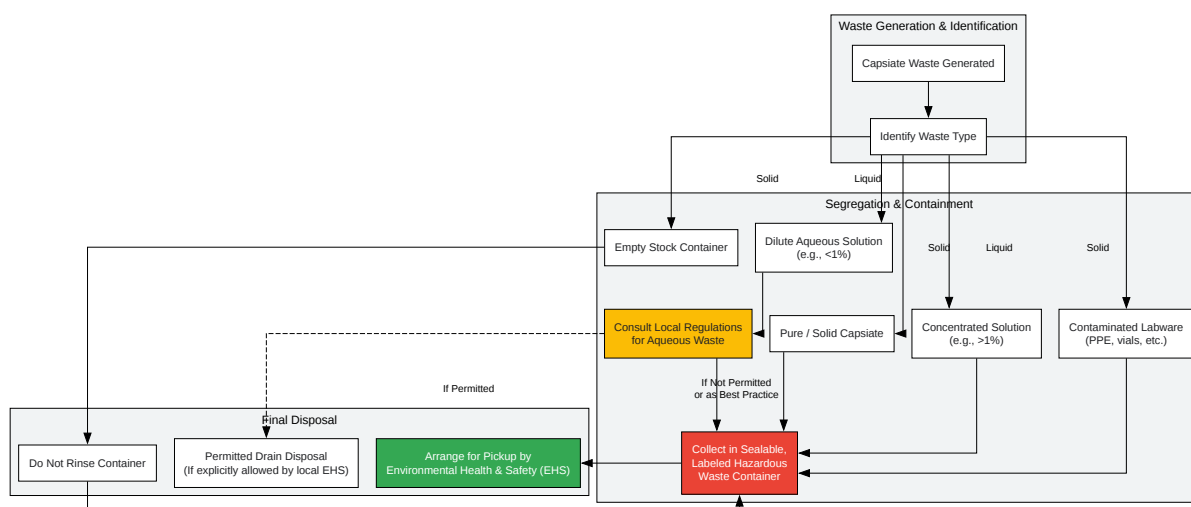 Waste Generation & Identification
Capsiate Waste Generated
Identify Waste Type
Solid
Liquid
Segregation & Containment
Empty Stock Container
Dilute Aqueous Solution
(e.g., <1%)
Solid
Liquid
Solid
Consult Local Regulations
for Aqueous Waste
Pure / Solid Capsiate
Concentrated Solution
(e.g., >1%)
Contaminated Labware
(PPE, vials, etc.)
If Permitted
If Not Permitted
or as Best Practice
Final Disposal
Do Not Rinse Container
Permitted Drain Disposal
(If explicitly allowed by local EHS)
Arrange for Pickup by
Environmental Health & Safety (EHS)
Collect in Sealable,
Labeled Hazardous
Waste Container